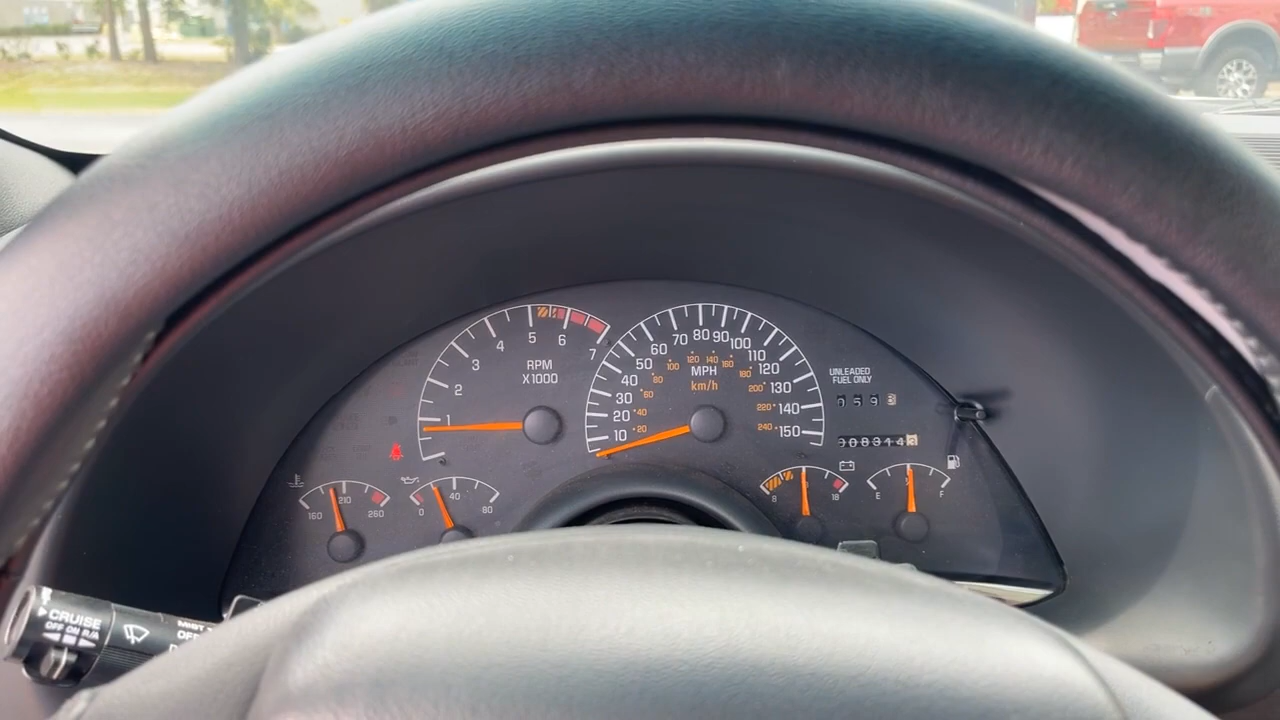 1 2 3 4 5 6 7
RPM
X1000
10 20 30 40 50 60 70 80 90 100 110 120 130 140 150
20 40 60 80 100 120 140 160 180 200 220 240
MPH
km/h
UNLEADED
FUEL ONLY
160 210 260
0 40 80
8 18
E F
CRUISE
OFF ON R/A
MIST
OFF